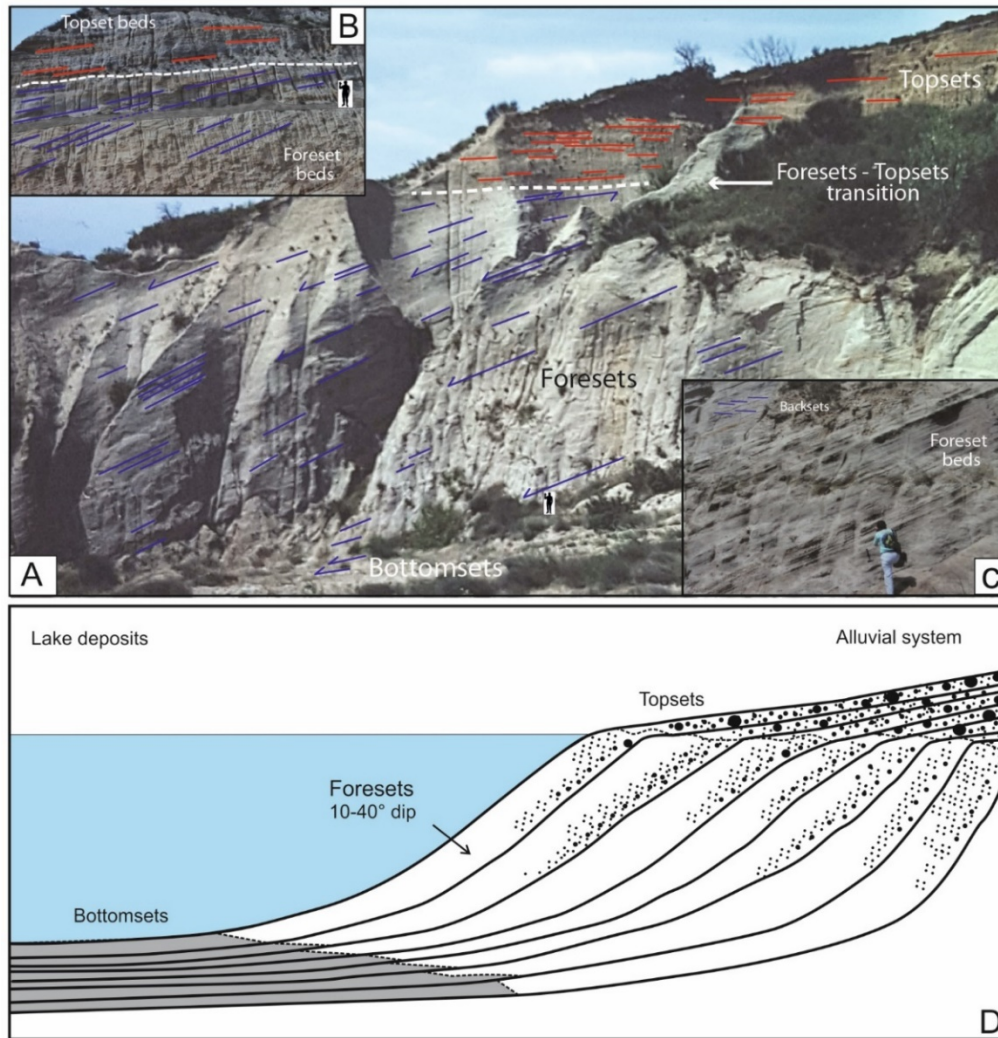 Topset beds
B
Foreset beds
Topsets
Foresets - Topsets
transition
Foresets
Backsets
Foreset
beds
A
Bottomsets
C
Lake deposits
Alluvial system
Topsets
Foresets
10-40° dip
Bottomsets
D